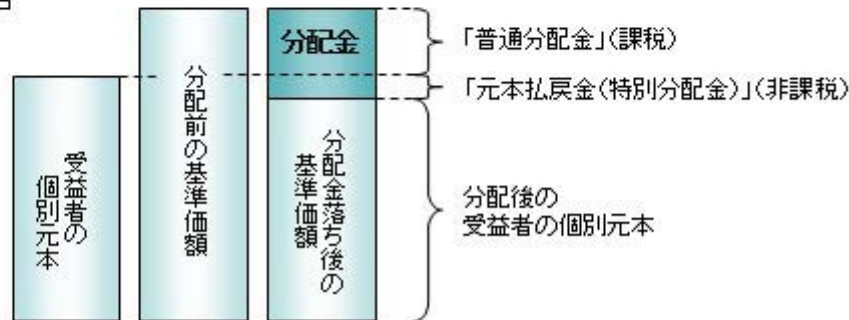 分配金
「普通分配金」(課税)
「元本払戻金(特別分配金)」(非課税)
受益者の
個別元本
分配前の基準価額
分配金落ち後の
基準価額
分配後の
受益者の個別元本